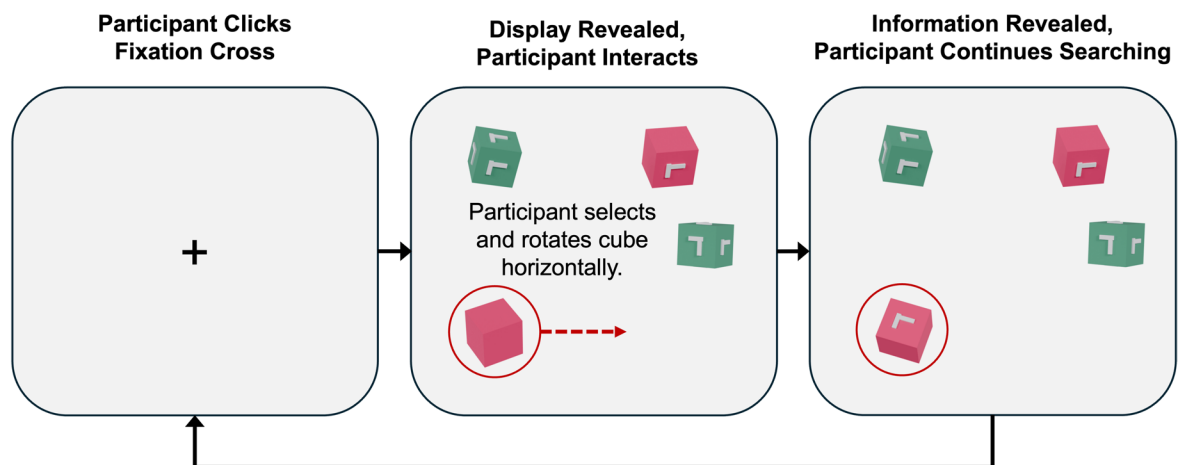 Participant Clicks
Fixation Cross
Display Revealed,
Participant Interacts
Information Revealed,
Participant Continues Searching
Participant selects
and rotates cube
horizontally.